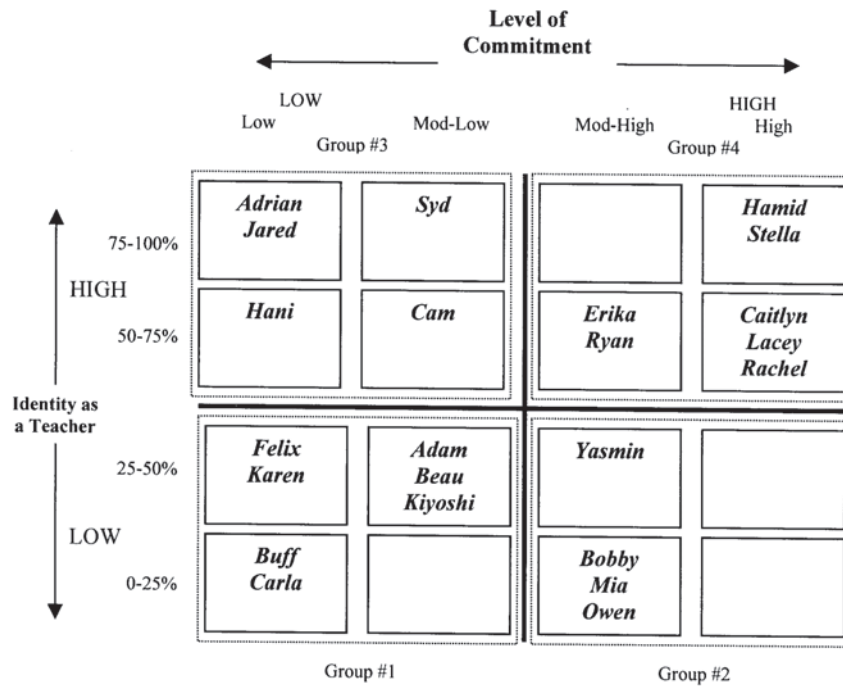 Level of
Commitment
LOW
HIGH
Low
Mod-Low
Mod-High
High
Group #3
Group #4
75-100%
Adrian
Jared
Syd
Hamid
Stella
HIGH
50-75%
Hani
Cam
Erika
Ryan
Caitlyn
Lacey
Rachel
Identity as
a Teacher
25-50%
Felix
Karen
Adam
Beau
Kiyoshi
Yasmin
LOW
0-25%
Buff
Carla
Bobby
Mia
Owen
Group #1
Group #2